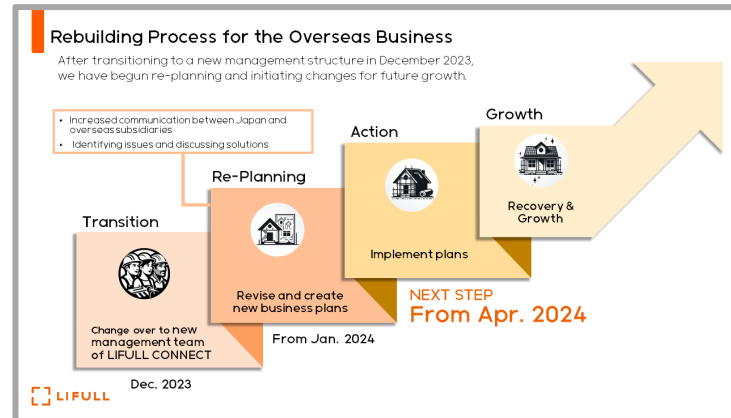 Rebuilding Process for the Overseas Business
After transitioning to a new management structure in December 2023,
we have begun re-planning and initiating changes for future growth.
• Increased communication between Japan and
overseas subsidiaries
• Identifying issues and discussing solutions
Transition
Change over to new
management team
of LIFULL CONNECT
Dec. 2023
Re-Planning
Revise and create
new business plans
From Jan. 2024
Action
Implement plans
NEXT STEP
From Apr. 2024
Growth
Recovery &
Growth
LIFULL